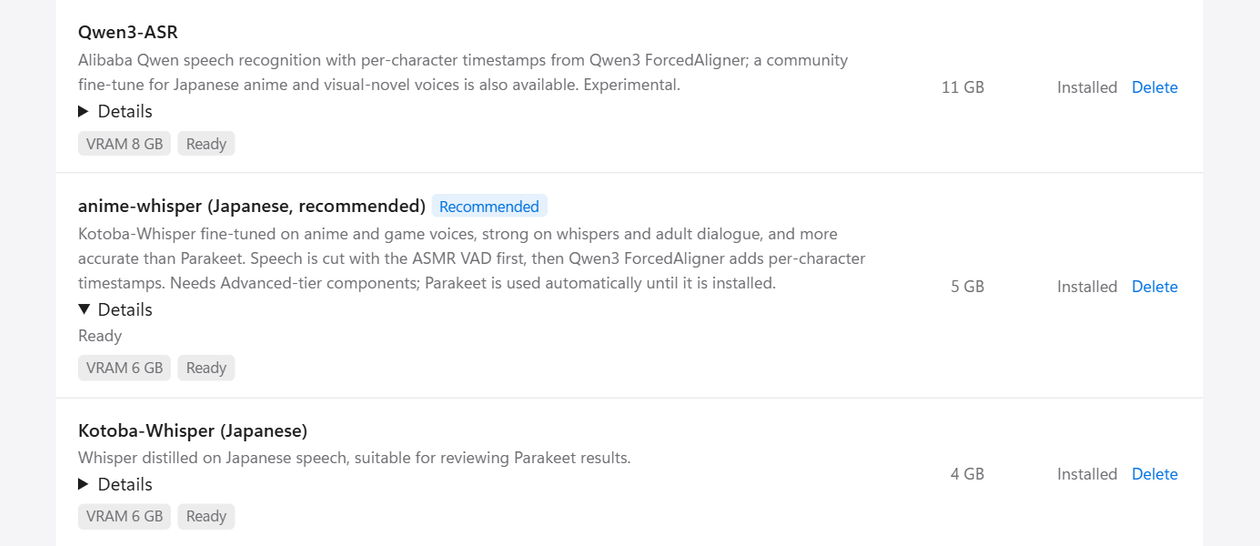 Qwen3-ASR
Alibaba Qwen speech recognition with per-character timestamps from Qwen3 ForcedAligner; a community
fine-tune for Japanese anime and visual-novel voices is also available. Experimental.
▶ Details
VRAM 8 GB Ready
11 GB Installed Delete
anime-whisper (Japanese, recommended) Recommended
Kotoba-Whisper fine-tuned on anime and game voices, strong on whispers and adult dialogue, and more
accurate than Parakeet. Speech is cut with the ASMR VAD first, then Qwen3 ForcedAligner adds per-character
timestamps. Needs Advanced-tier components; Parakeet is used automatically until it is installed.
▼ Details
Ready
VRAM 6 GB Ready
5 GB Installed Delete
Kotoba-Whisper (Japanese)
Whisper distilled on Japanese speech, suitable for reviewing Parakeet results.
▶ Details
VRAM 6 GB Ready
4 GB Installed Delete